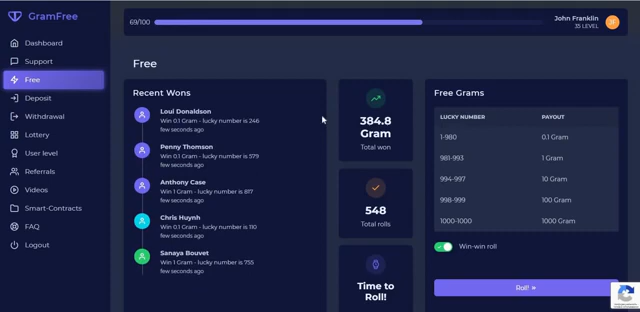 GramFree
Dashboard
Support
Free
Deposit
Withdrawal
Lottery
User level
Referrals
Videos
Smart-Contracts
FAQ
Logout
69/100
John Franklin
35 LEVEL
JF
Free
Recent Wons
Loui Donaldson
Win 0.1 Gram - lucky number is 246
few seconds ago
Penny Thomson
Win 0.1 Gram - lucky number is 579
few seconds ago
Anthony Case
Win 1 Gram - lucky number is 817
few seconds ago
Chris Huynh
Win 0.1 Gram - lucky number is 110
few seconds ago
Sanaya Bouvet
Win 1 Gram - lucky number is 755
few seconds ago
384.8
Gram
Total won
548
Total rolls
Time to
Roll!
Free Grams
LUCKY NUMBER PAYOUT
1-980 0.1 Gram
981-993 1 Gram
994-997 10 Gram
998-999 100 Gram
1000-1000 1000 Gram
Win-win roll
Roll! »